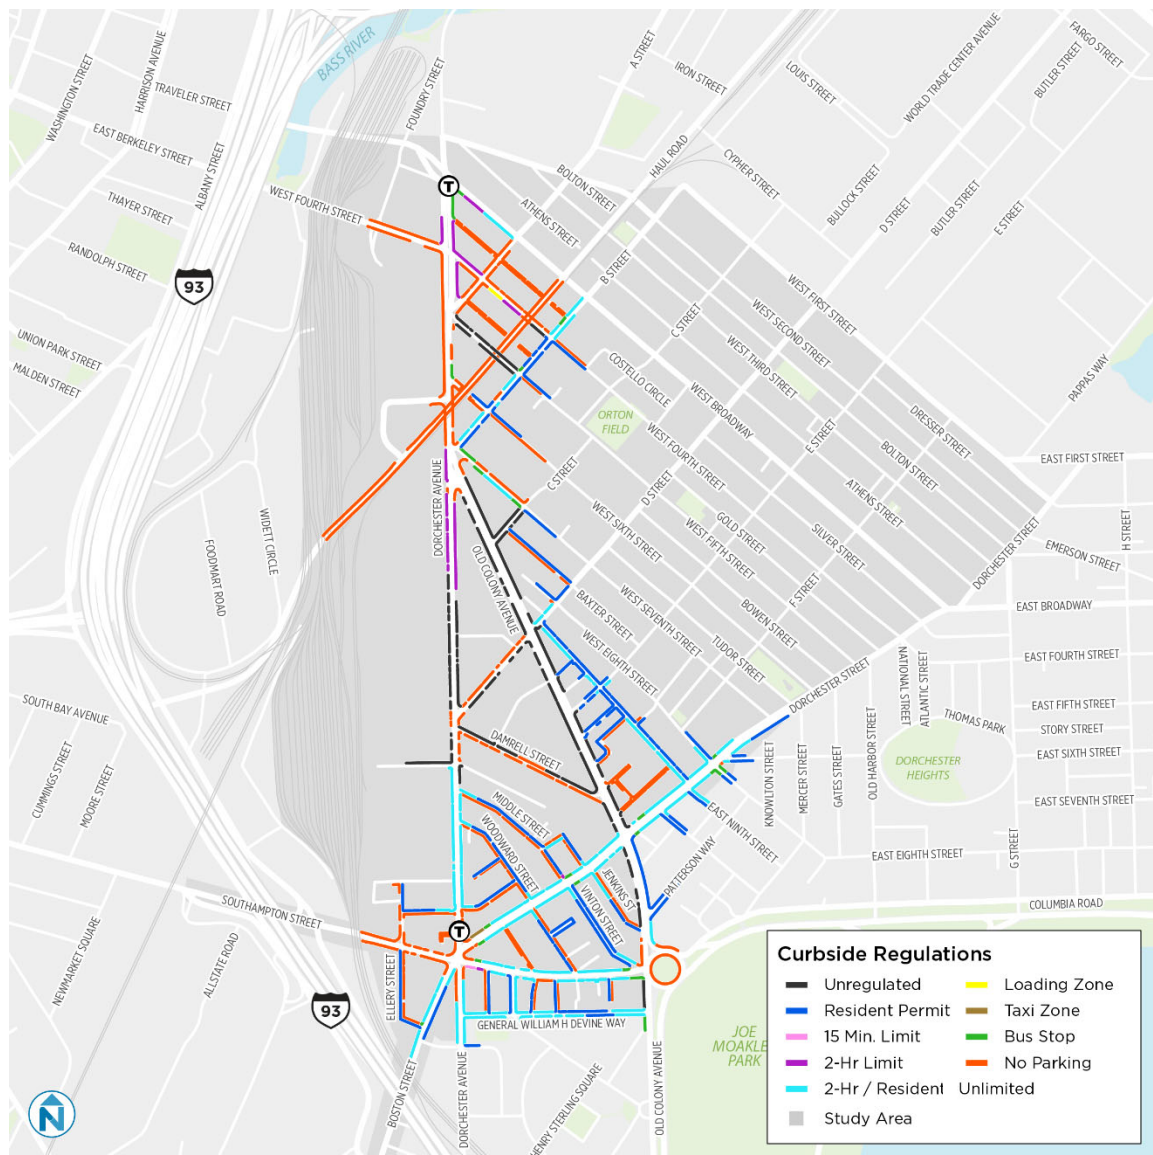 BASS RIVER
FOUNDRY STREET
A STREET
IRON STREET
LOUIS STREET
WORLD TRADE CENTER AVENUE
FARGO STREET
BUTLER STREET
WASHINGTON STREET
HARRISON AVENUE
TRAVELER STREET
EAST BERKELEY STREET
ALBANY STREET
THAYER STREET
RANDOLPH STREET
WEST FOURTH STREET
T
BOLTON STREET
ATHENS STREET
HAUL ROAD
CYPHER STREET
BULLOCK STREET
D STREET
BUTLER STREET
E STREET
93
UNION PARK STREET
MALDEN STREET
B STREET
C STREET
WEST FIRST STREET
WEST SECOND STREET
WEST THIRD STREET
COSTELLO CIRCLE
WEST BROADWAY
ORTON
FIELD
PAPPAS WAY
DRESSER STREET
BOLTON STREET
ATHENS STREET
E STREET
WEST FOURTH STREET
C STREET
D STREET
GOLD STREET
WEST FIFTH STREET
WEST SIXTH STREET
SILVER STREET
F STREET
BOWEN STREET
EAST FIRST STREET
H STREET
EMERSON STREET
DORCHESTER STREET
EAST BROADWAY
DORCHESTER AVENUE
OLD COLONY AVENUE
WIDETT CIRCLE
FOODMART ROAD
BAXTER STREET
WEST SEVENTH STREET
WEST EIGHTH STREET
TUDOR STREET
DORCHESTER STREET
NATIONAL STREET
ATLANTIC STREET
EAST FOURTH STREET
EAST FIFTH STREET
THOMAS PARK
STORY STREET
EAST SIXTH STREET
OLD HARBOR STREET
DORCHESTER
HEIGHTS
EAST SEVENTH STREET
G STREET
KNOWLTON STREET
MERCER STREET
GATES STREET
SOUTH BAY AVENUE
CUMMINGS STREET
MOORE STREET
DAMRELL STREET
MIDDLE STREET
WOODWARD STREET
EAST NINTH STREET
EAST EIGHTH STREET
PATTERSON WAY
JENKINS ST
VINTON STREET
COLUMBIA ROAD
SOUTHAMPTON STREET
T
NEWMARKET SQUARE
ALLSTATE ROAD
ELLERY STREET
93
GENERAL WILLIAM H DEVINE WAY
BOSTON STREET
DORCHESTER AVENUE
HENRY STERLING SQUARE
OLD COLONY AVENUE
JOE
MOAKLE
PARK
N
Curbside Regulations
Unregulated
Resident Permit
15 Min. Limit
2-Hr Limit
2-Hr / Resident Unlimited
Study Area
Loading Zone
Taxi Zone
Bus Stop
No Parking